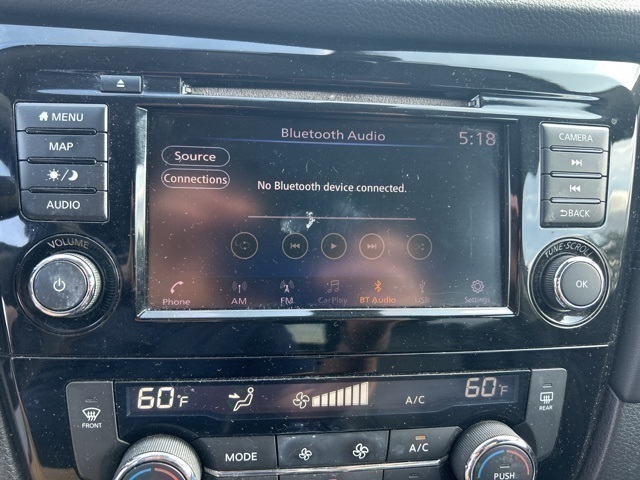 MENU
MAP
AUDIO
VOLUME
Bluetooth Audio
5:18
Source
Connections
No Bluetooth device connected.
Phone
AM
FM
CarPlay
BT Audio
USB
Settings
CAMERA
BACK
TUNE·SCROLL
OK
60°F
A/C
60°F
FRONT
REAR
MODE
A/C
PUSH